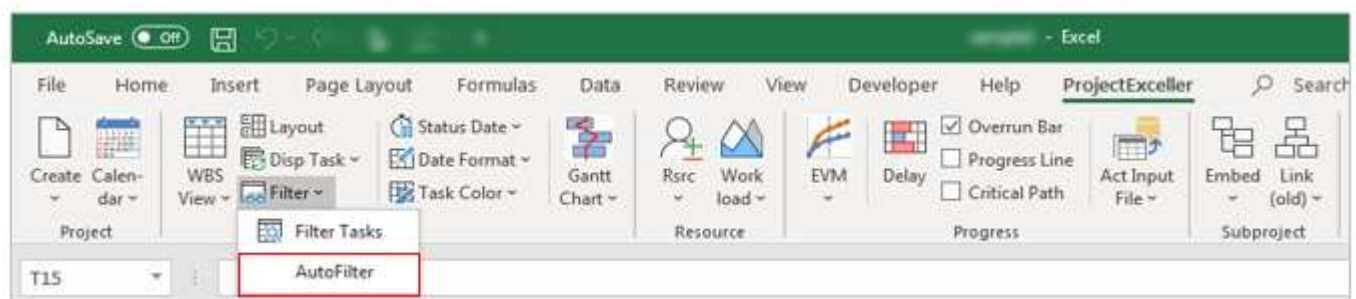 AutoSave Off - Excel
File Home Insert Page Layout Formulas Data Review View Developer Help ProjectExceller Search
Create
Calen-
dar
WBS
View
Layout
Disp Task
Filter
Status Date
Date Format
Task Color
Gantt
Chart
Rsrc
Work
load
EVM
Delay
Overrun Bar
Progress Line
Critical Path
Act Input
File
Embed
Link
(old)
Project
Resource
Progress
Subproject
Filter Tasks
AutoFilter
T15